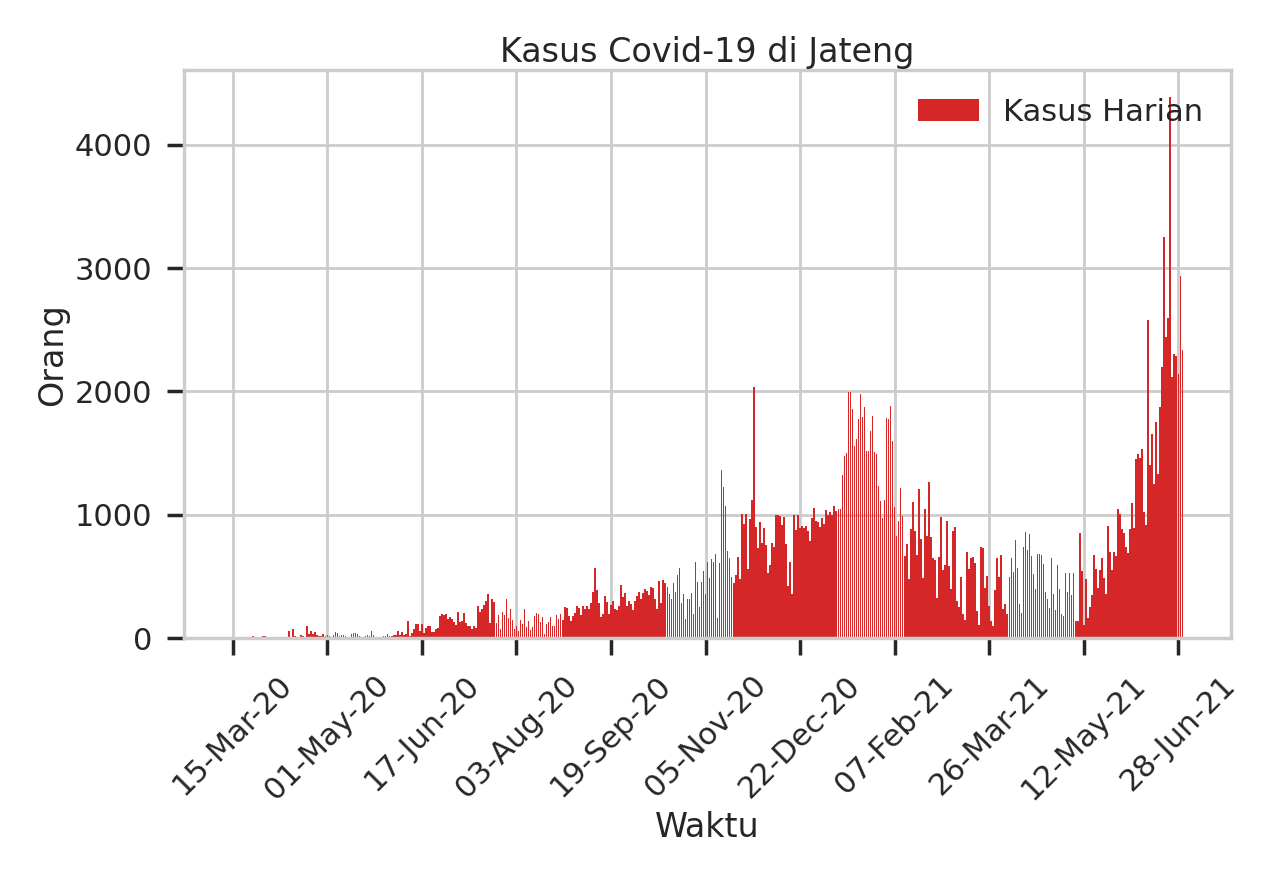 Kasus Covid-19 di Jateng
Kasus Harian
4000
3000
2000
1000
0
Orang
15-Mar-20
01-May-20
17-Jun-20
03-Aug-20
19-Sep-20
05-Nov-20
22-Dec-20
07-Feb-21
26-Mar-21
12-May-21
28-Jun-21
Waktu